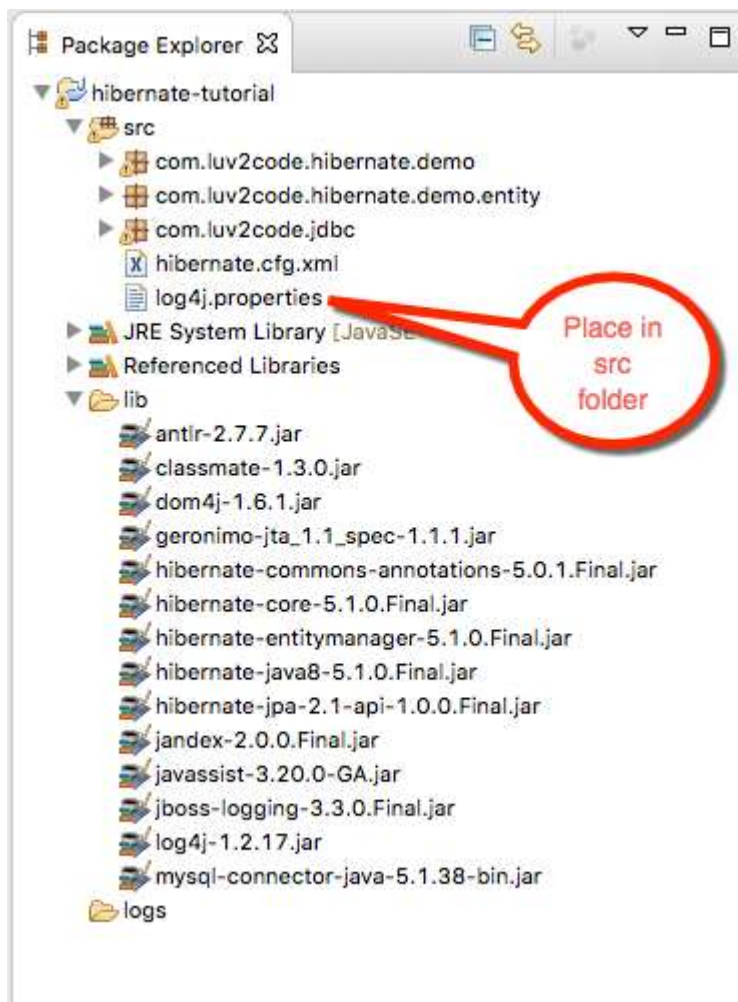 Package Explorer
hibernate-tutorial
src
com.luv2code.hibernate.demo
com.luv2code.hibernate.demo.entity
com.luv2code.jdbc
hibernate.cfg.xml
log4j.properties
Place in
src
folder
JRE System Library [JavaSE
Referenced Libraries
lib
antlr-2.7.7.jar
classmate-1.3.0.jar
dom4j-1.6.1.jar
geronimo-jta_1.1_spec-1.1.1.jar
hibernate-commons-annotations-5.0.1.Final.jar
hibernate-core-5.1.0.Final.jar
hibernate-entitymanager-5.1.0.Final.jar
hibernate-java8-5.1.0.Final.jar
hibernate-jpa-2.1-api-1.0.0.Final.jar
jandex-2.0.0.Final.jar
javassist-3.20.0-GA.jar
jboss-logging-3.3.0.Final.jar
log4j-1.2.17.jar
mysql-connector-java-5.1.38-bin.jar
logs